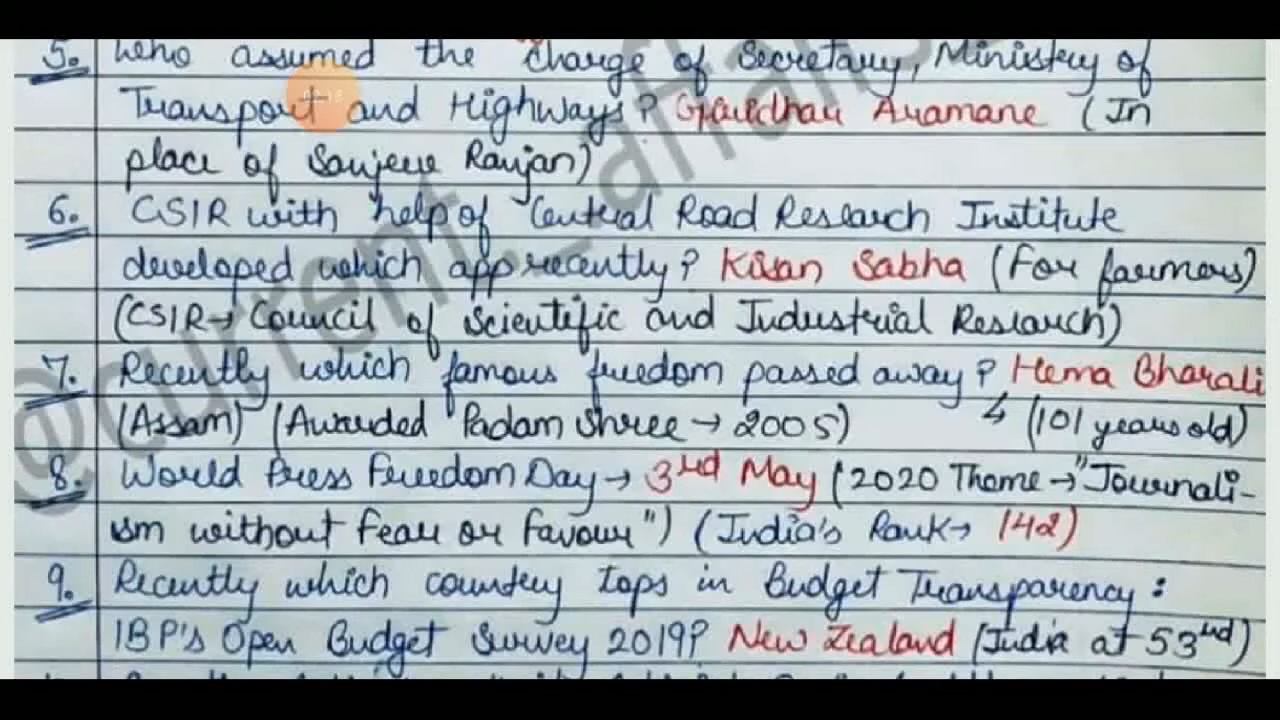 5. Who assumed the charge of Secretary, Ministry of
Transport and Highways? Giridhar Aramane (In
place of Sanjeev Ranjan)
6. CSIR with help of Central Road Research Institute
developed which app recently? Kisan Sabha (For farmers)
(CSIR→ Council of Scientific and Industrial Research)
7. Recently which famous freedom passed away? Hema Bharali
(Assam) (Awarded Padam Shree → 2005) ↳ (101 years old)
8. World Press Freedom Day → 3rd May (2020 Theme → "Journali-
ism without Fear or Favour") (India's Rank→ 142)
9. Recently which country tops in Budget Transparency:
IBP's Open Budget Survey 2019? New Zealand (India at 53rd)